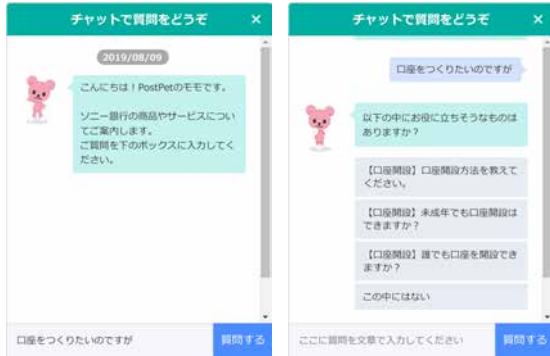 チャットで質問をどうぞ ×
2019/08/09
こんにちは！PostPetのモモです。
ソニー銀行の商品やサービスについ
てご案内します。
ご質問を下のボックスに入力してく
ださい。
口座をつくりたいのですが
質問する
チャットで質問をどうぞ ×
口座をつくりたいのですが
以下の中にお役に立ちそうなものは
ありますか？
【口座開設】口座開設方法を教えて
ください。
【口座開設】未成年でも口座開設は
できますか？
【口座開設】誰でも口座を開設でき
ますか？
この中にはない
ここに質問を文章で入力してください
質問する